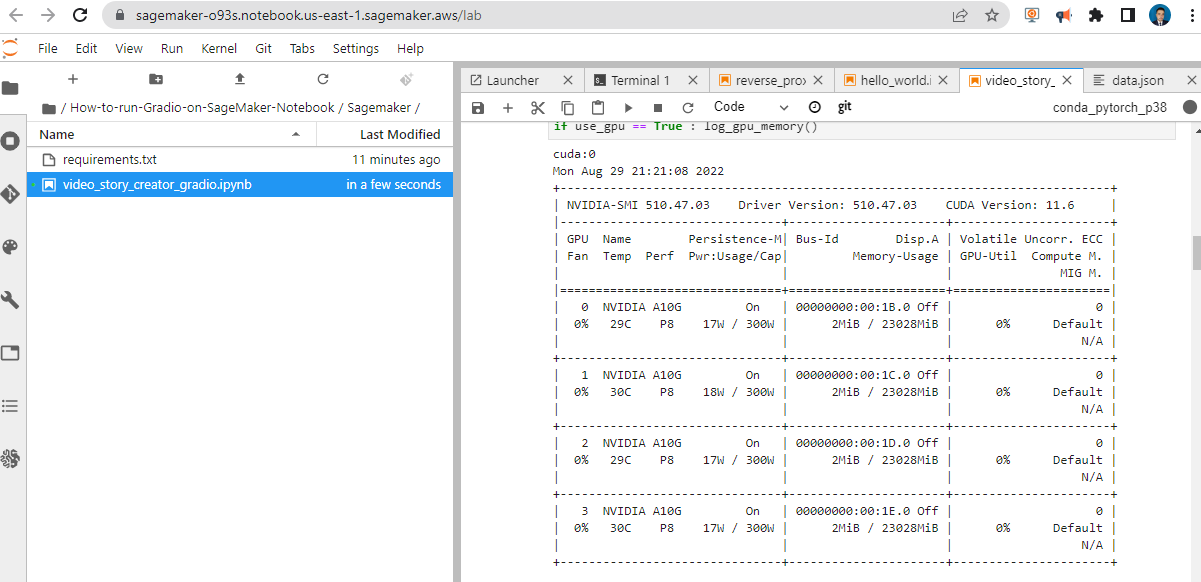 sagemaker-o93s.notebook.us-east-1.sagemaker.aws/lab
File Edit View Run Kernel Git Tabs Settings Help
/ How-to-run-Gradio-on-SageMaker-Notebook / Sagemaker /
Name Last Modified
requirements.txt 11 minutes ago
video_story_creator_gradio.ipynb in a few seconds
Launcher Terminal 1 reverse_prox hello_world.i video_story_ data.json
Code git conda_pytorch_p38
if use_gpu == True : log_gpu_memory()
cuda:0
Mon Aug 29 21:21:08 2022
+-----------------------------------------------------------------------------+
| NVIDIA-SMI 510.47.03    Driver Version: 510.47.03    CUDA Version: 11.6     |
|-------------------------------+----------------------+----------------------+
| GPU  Name        Persistence-M| Bus-Id        Disp.A | Volatile Uncorr. ECC |
| Fan  Temp  Perf  Pwr:Usage/Cap|         Memory-Usage | GPU-Util  Compute M. |
|                               |                      |               MIG M. |
|===============================+======================+======================|
|   0  NVIDIA A10G         On   | 00000000:00:1B.0 Off |                    0 |
|  0%   29C    P8    17W / 300W |      2MiB / 23028MiB |      0%      Default |
|                               |                      |                  N/A |
+-------------------------------+----------------------+----------------------+
|   1  NVIDIA A10G         On   | 00000000:00:1C.0 Off |                    0 |
|  0%   30C    P8    18W / 300W |      2MiB / 23028MiB |      0%      Default |
|                               |                      |                  N/A |
+-------------------------------+----------------------+----------------------+
|   2  NVIDIA A10G         On   | 00000000:00:1D.0 Off |                    0 |
|  0%   29C    P8    17W / 300W |      2MiB / 23028MiB |      0%      Default |
|                               |                      |                  N/A |
+-------------------------------+----------------------+----------------------+
|   3  NVIDIA A10G         On   | 00000000:00:1E.0 Off |                    0 |
|  0%   30C    P8    17W / 300W |      2MiB / 23028MiB |      0%      Default |
|                               |                      |                  N/A |
+-------------------------------+----------------------+----------------------+